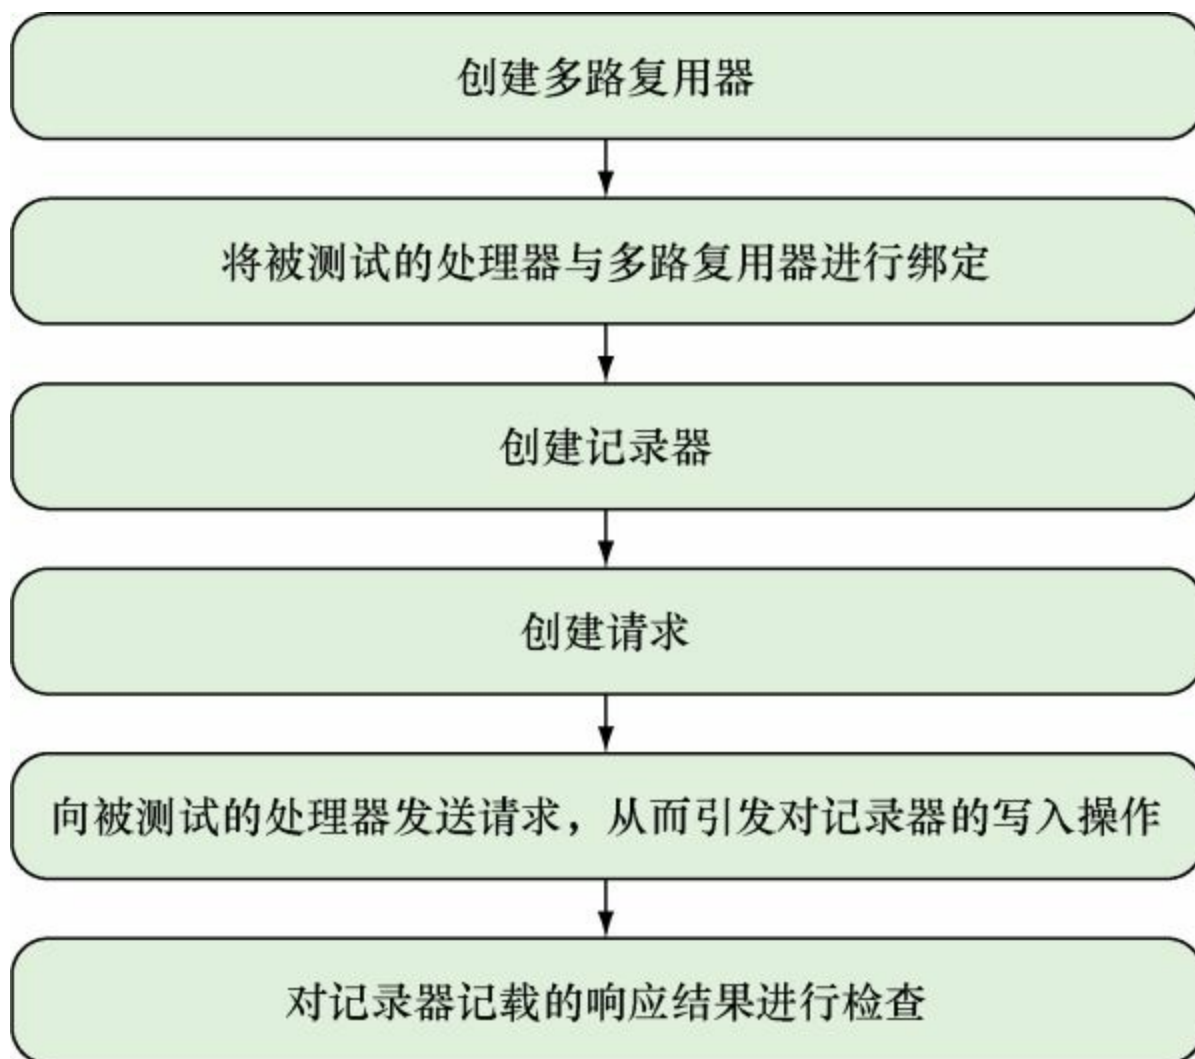 创建多路复用器
将被测试的处理器与多路复用器进行绑定
创建记录器
创建请求
向被测试的处理器发送请求，从而引发对记录器的写入操作
对记录器记载的响应结果进行检查